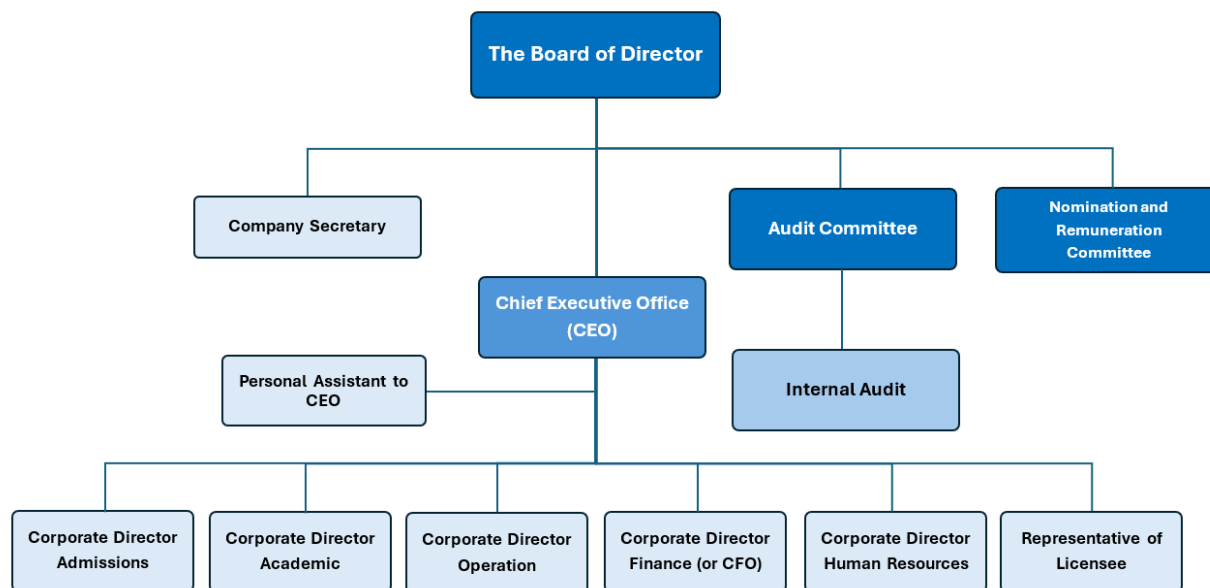 The Board of Director
Company Secretary
Audit Committee
Nomination and
Remuneration
Committee
Chief Executive Office
(CEO)
Personal Assistant to
CEO
Internal Audit
Corporate Director
Admissions
Corporate Director
Academic
Corporate Director
Operation
Corporate Director
Finance (or CFO)
Corporate Director
Human Resources
Representative of
Licensee